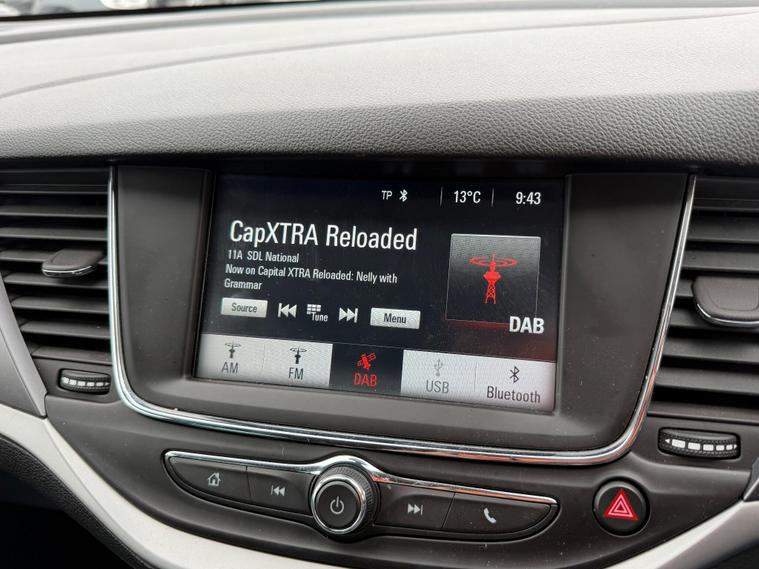 TP 13°C 9:43
CapXTRA Reloaded
11A SDL National
Now on Capital XTRA Reloaded: Nelly with
Grammar
Source Tune Menu
DAB
AM FM DAB USB Bluetooth